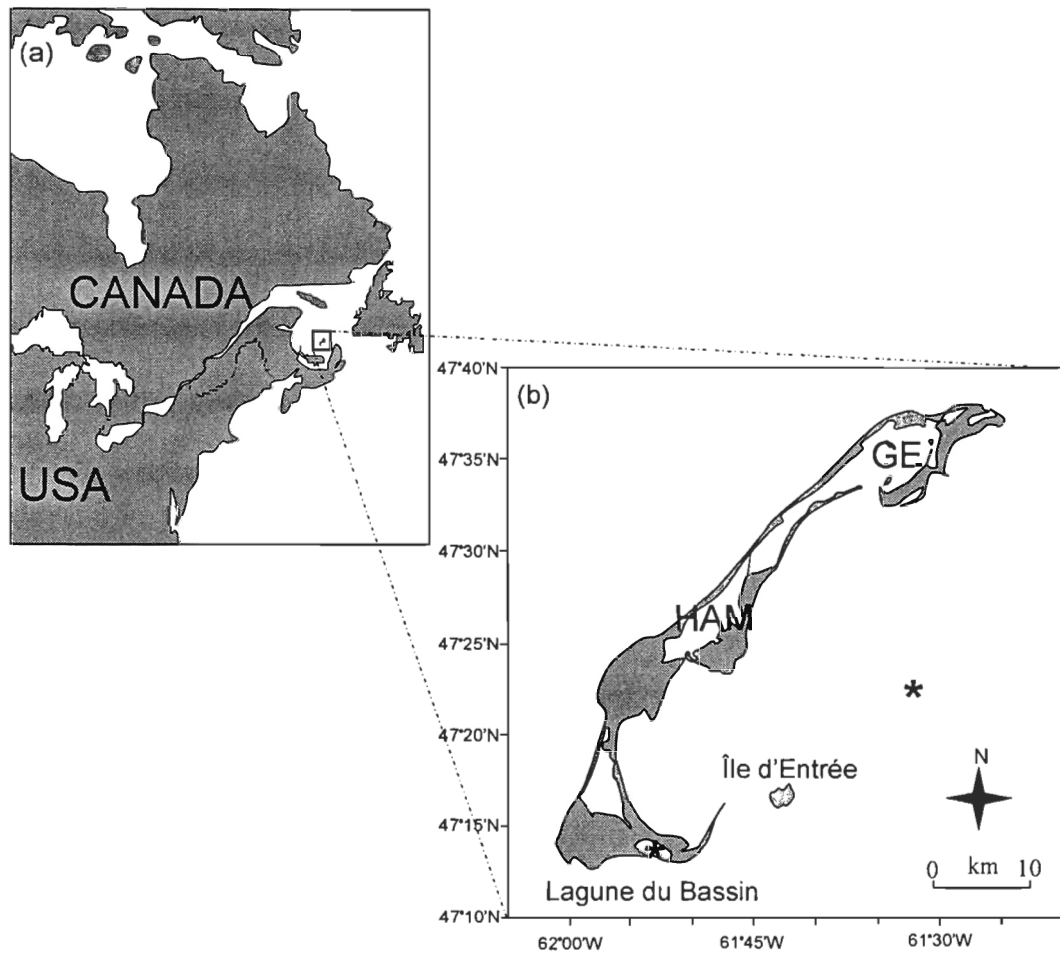 (a)
CANADA
USA
47°40'N
(b)
47°35'N
GE
47°30'N
HAM
47°25'N
*
47°20'N
Île d'Entrée
N
47°15'N
*
0 km 10
Lagune du Bassin
47°10'N
62°00'W 61°45'W 61°30'W